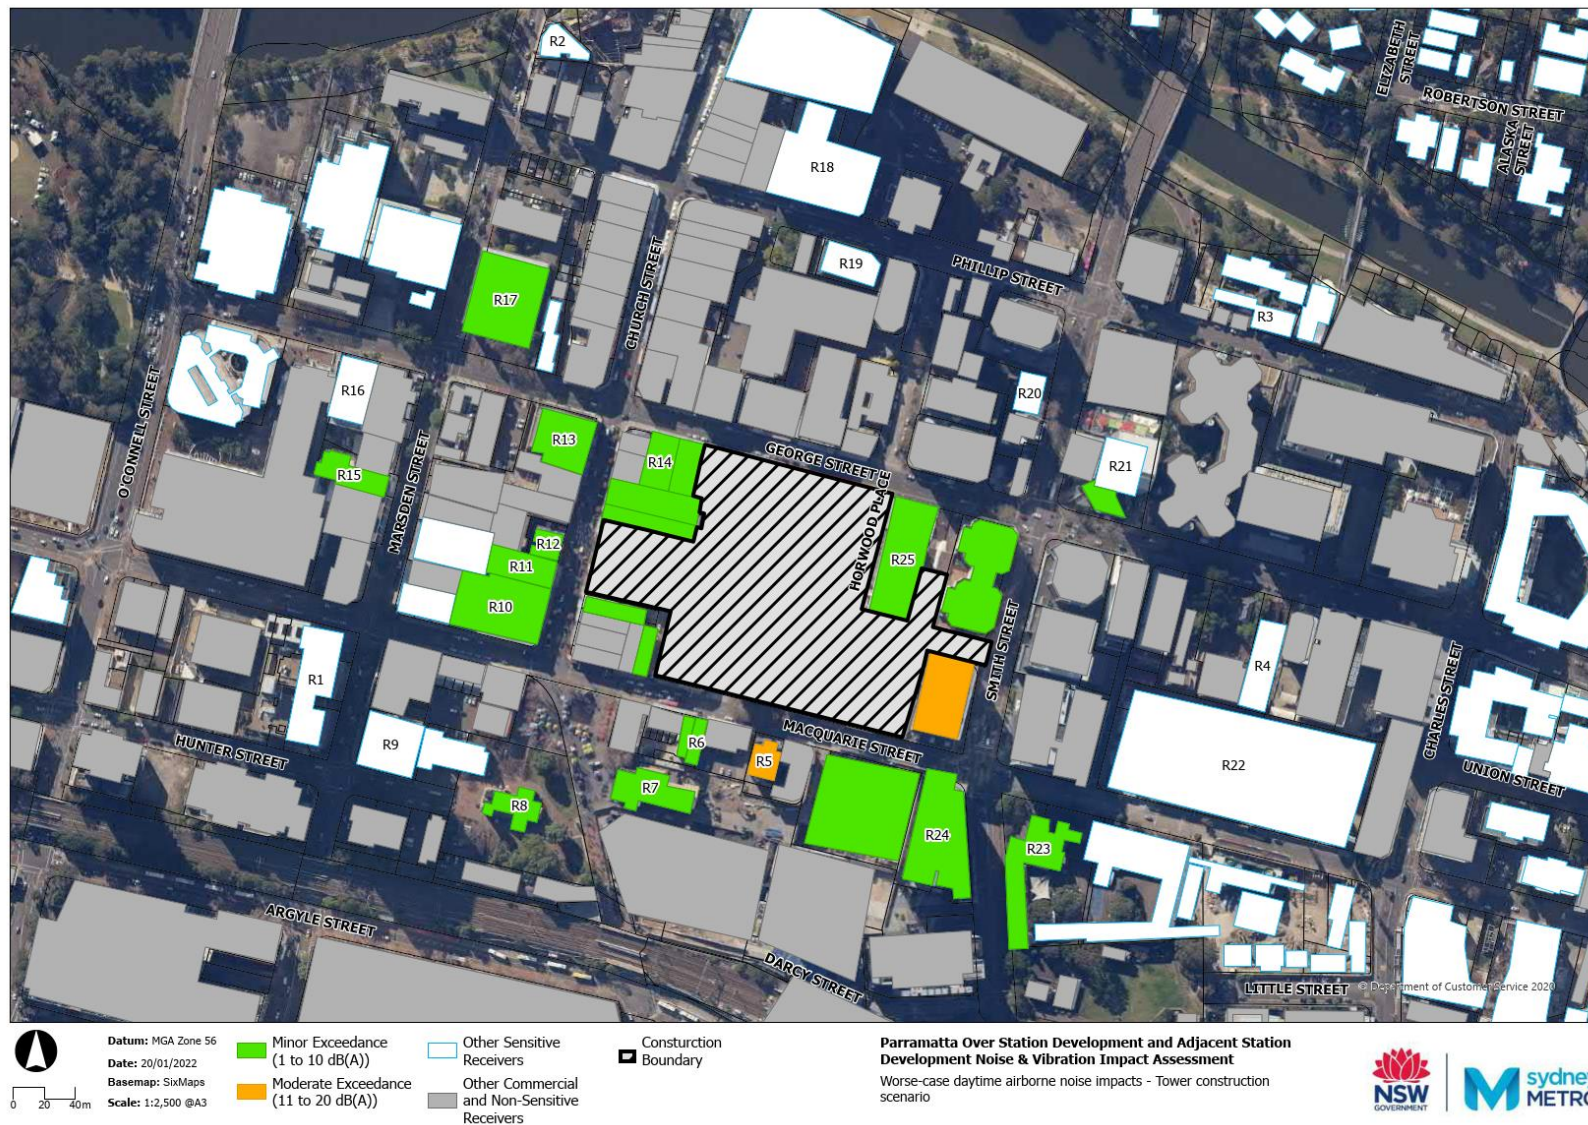 R2
ELIZABETH
STREET
ROBERTSON STREET
ALASKA
STREET
R18
CHURCH STREET
R19
PHILLIP STREET
R17
R3
R16
R20
O'CONNELL STREET
MARSDEN STREET
R13
GEORGE STREET
R14
R15
R21
HORWOOD PLACE
R12
R11
R25
R10
SMITH STREET
R4
R1
CHARLES STREET
HUNTER STREET
R9
R6
MACQUARIE STREET
R5
R22
UNION STREET
R7
R8
R24
R23
ARGYLE STREET
DARCY STREET
LITTLE STREET
© Department of Customer Service 2020
Datum: MGA Zone 56
Date: 20/01/2022
Basemap: SixMaps
Scale: 1:2,500 @A3
0 20 40m
Minor Exceedance
(1 to 10 dB(A))
Moderate Exceedance
(11 to 20 dB(A))
Other Sensitive
Receivers
Other Commercial
and Non-Sensitive
Receivers
Consturction
Boundary
Parramatta Over Station Development and Adjacent Station
Development Noise & Vibration Impact Assessment
Worse-case daytime airborne noise impacts - Tower construction
scenario
NSW
GOVERNMENT
sydney
METRO